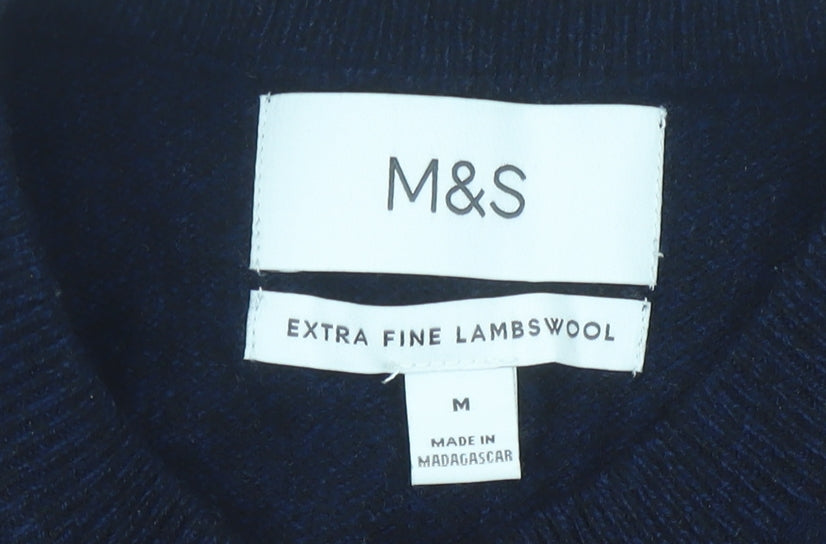 M&S
EXTRA FINE LAMBSWOOL
M
MADE IN
MADAGASCAR